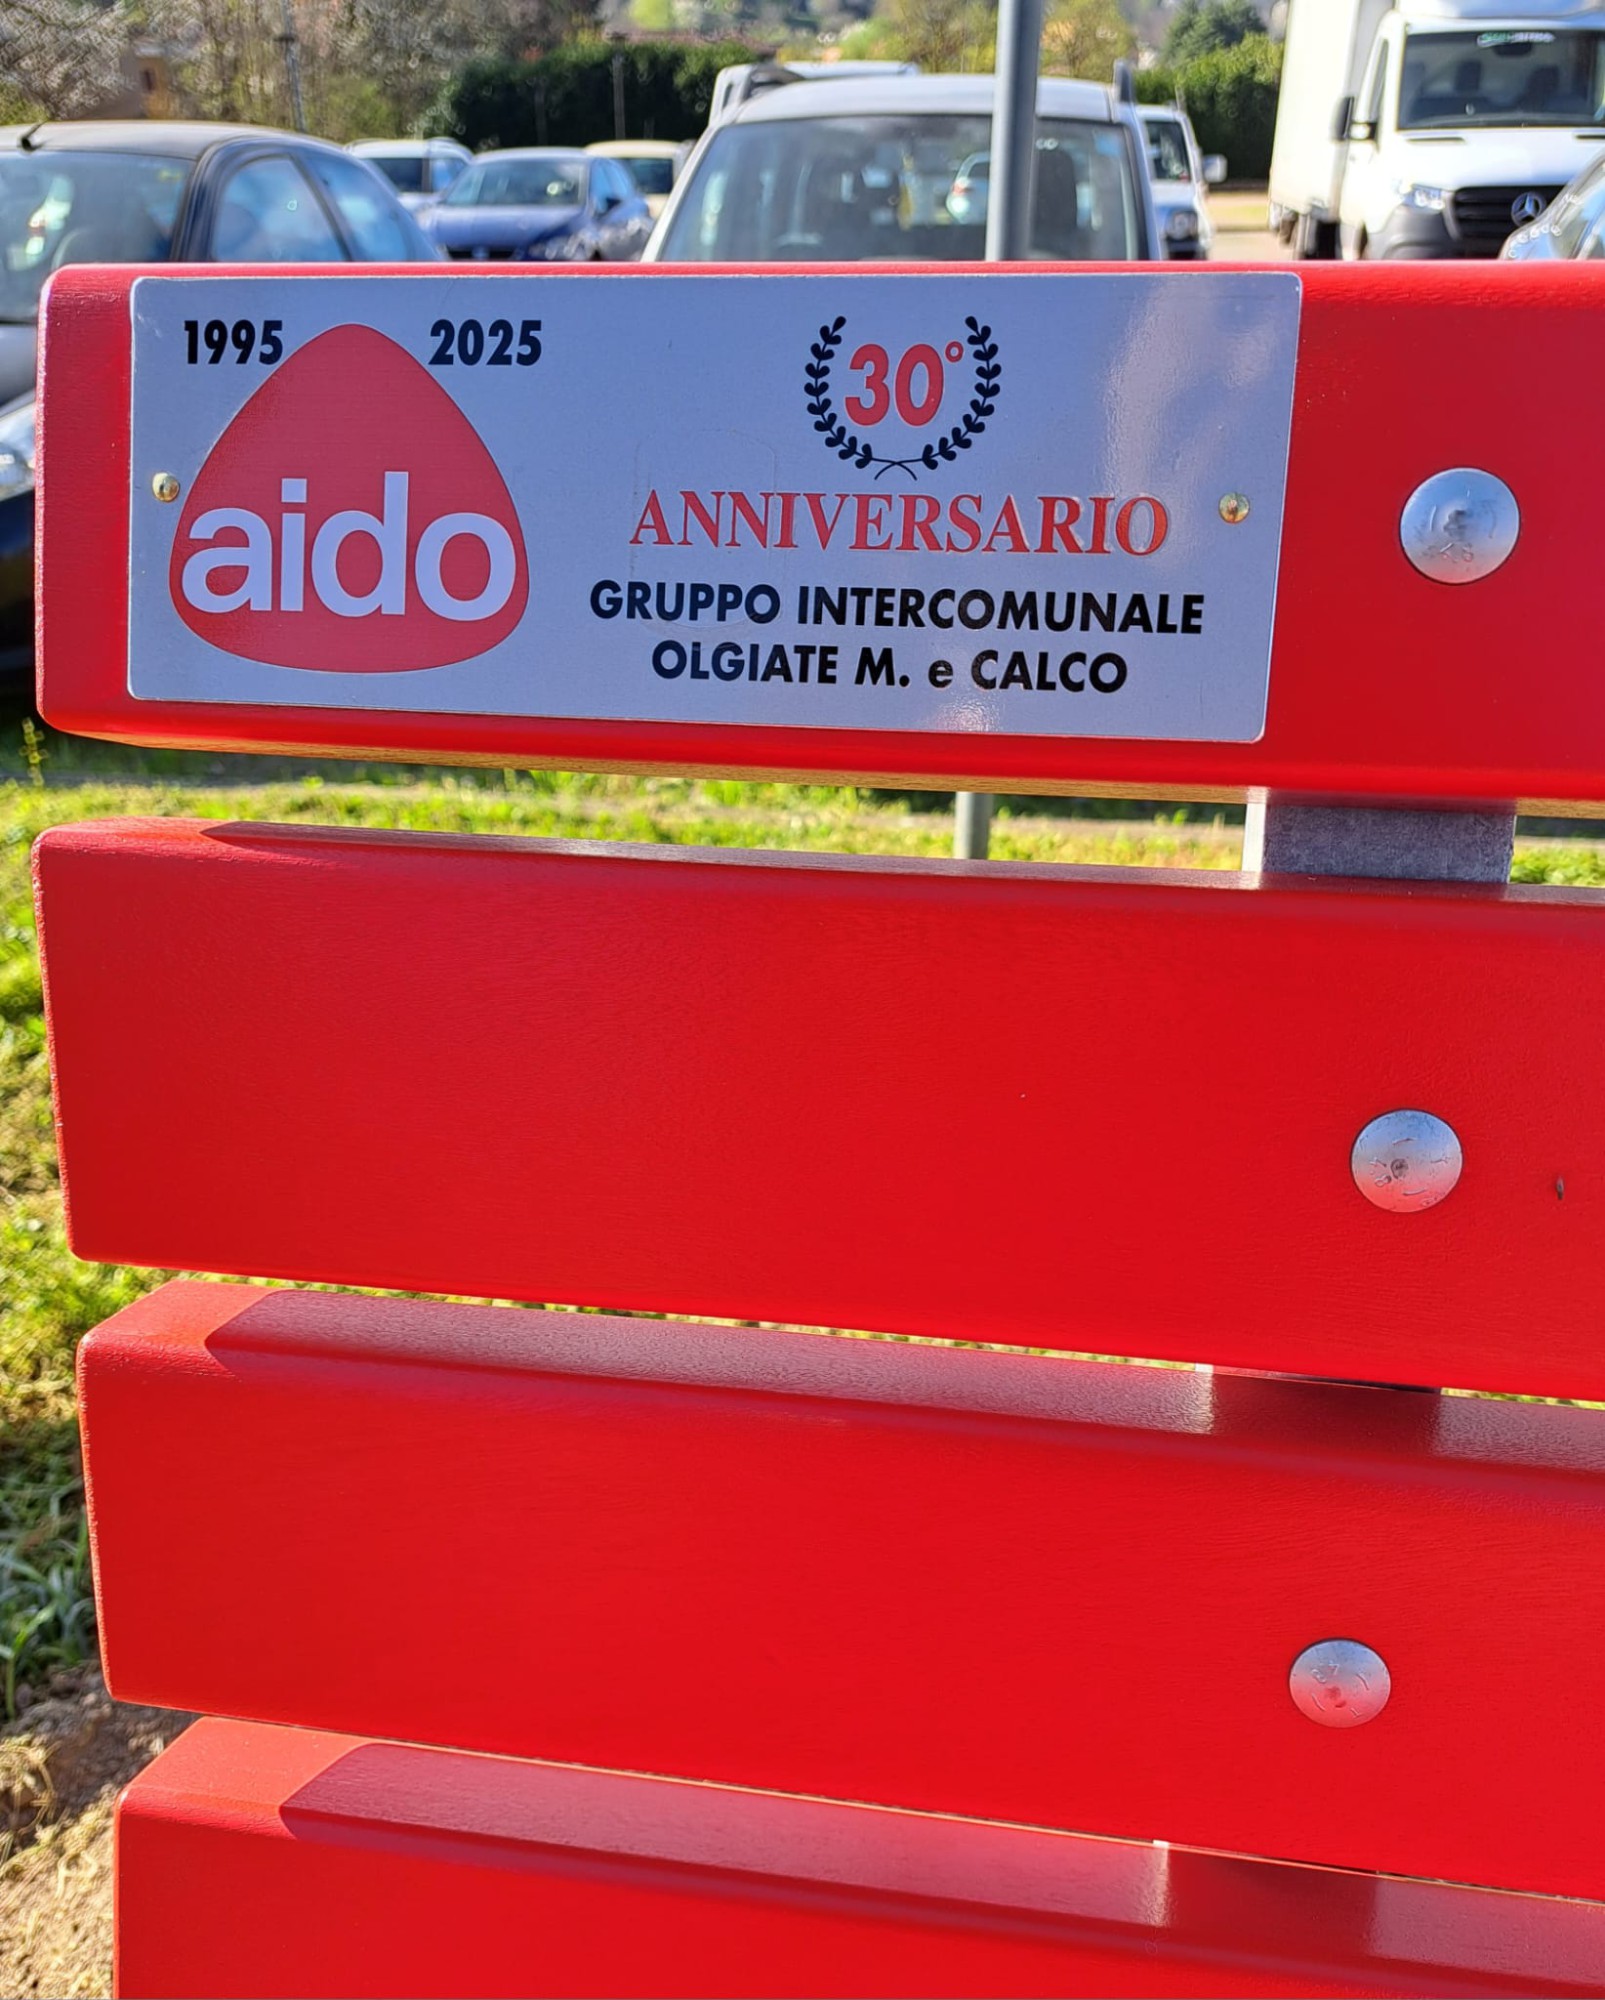 1995 2025
aido
30°
ANNIVERSARIO
GRUPPO INTERCOMUNALE
OLGIATE M. e CALCO